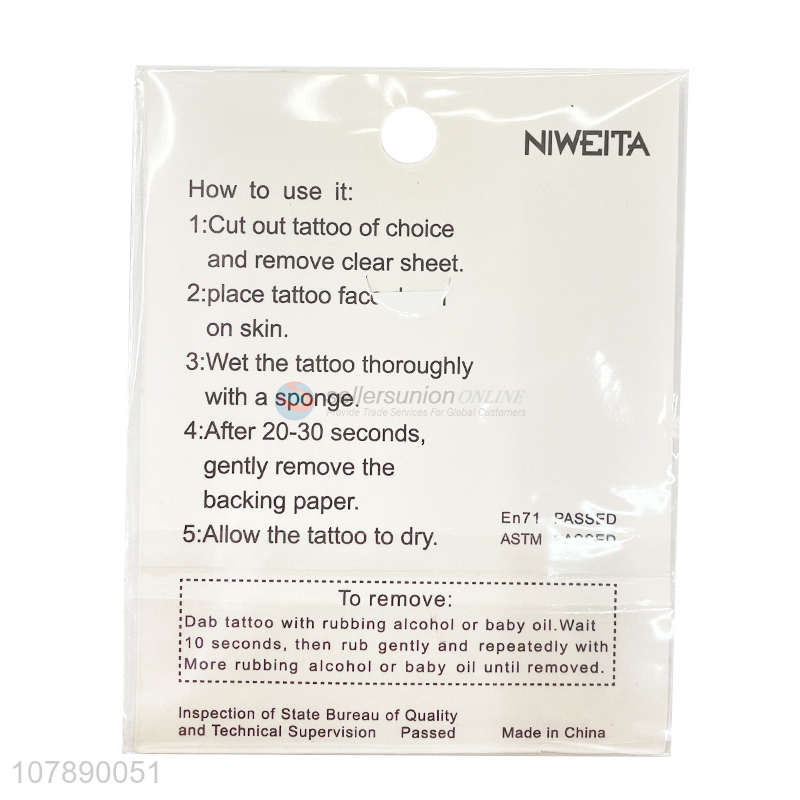 NIWEITA
How to use it:
1:Cut out tattoo of choice
and remove clear sheet.
2:place tattoo
on skin.
3:Wet the tattoo thoroughly
with a sponge.
sellersunion ONLINE
Provide Trade Services For Global Customers
4:After 20-30 seconds,
gently remove the
backing paper.
5:Allow the tattoo to dry.
En71 PASSED
ASTM PASSED
To remove:
Dab tattoo with rubbing alcohol or baby oil.Wait
10 seconds, then rub gently and repeatedly with
More rubbing alcohol or baby oil until removed.
Inspection of State Bureau of Quality
and Technical Supervision Passed
Made in China
107890051